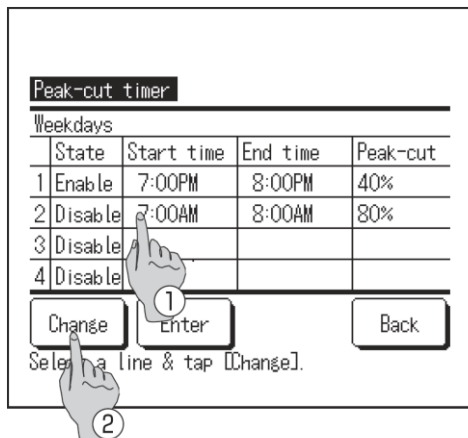 Peak-cut timer
Weekdays
State Start time End time Peak-cut
1 Enable 7:00PM 8:00PM 40%
2 Disable 7:00AM 8:00AM 80%
3 Disable
4 Disable
①
Change Enter Back
Select a line & tap [Change].
②